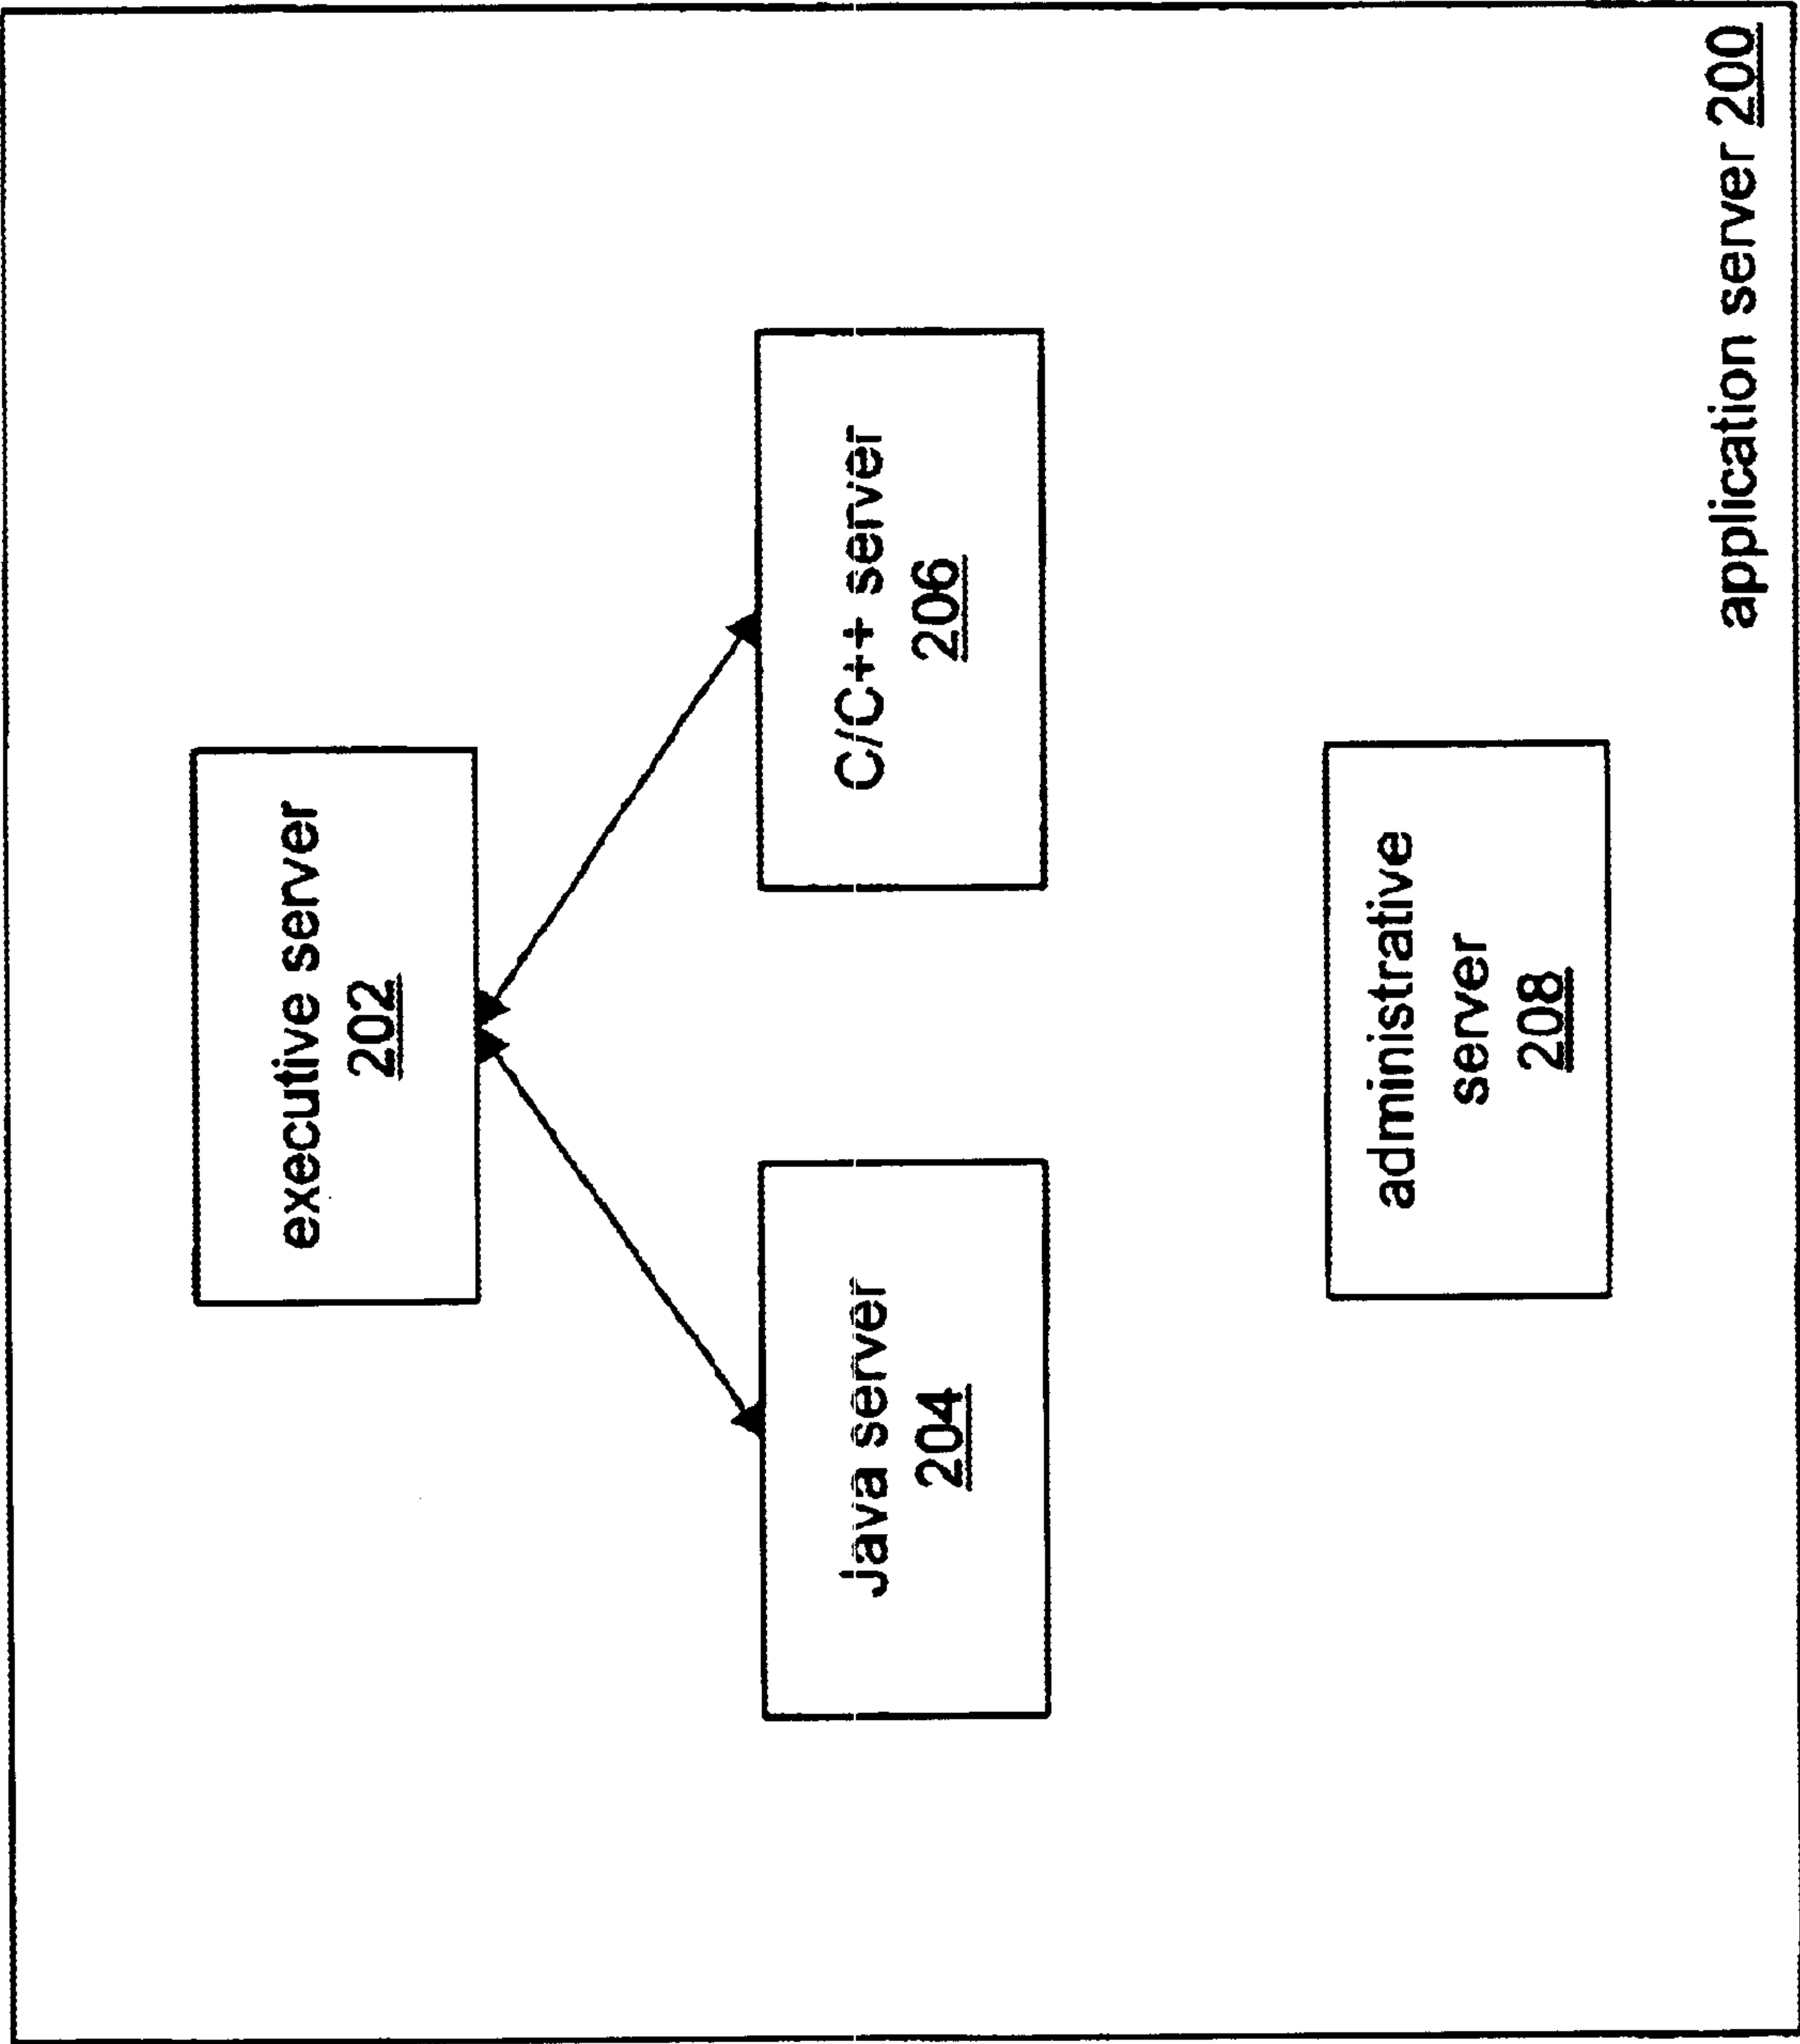 executive server
202
java server
204
C/C++ server
206
administrative
server
208
application server 200